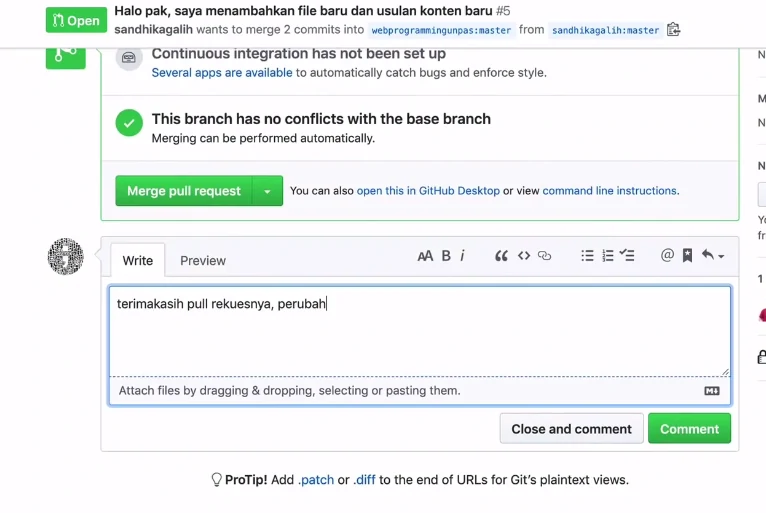 Open
Halo pak, saya menambahkan file baru dan usulan konten baru #5
sandhikagalih wants to merge 2 commits into webprogrammingunpas:master from sandhikagalih:master
Continuous integration has not been set up
Several apps are available to automatically catch bugs and enforce style.
This branch has no conflicts with the base branch
Merging can be performed automatically.
Merge pull request
You can also open this in GitHub Desktop or view command line instructions.
Write Preview
terimakasih pull rekuesnya, perubah
Attach files by dragging & dropping, selecting or pasting them.
Close and comment Comment
ProTip! Add .patch or .diff to the end of URLs for Git's plaintext views.